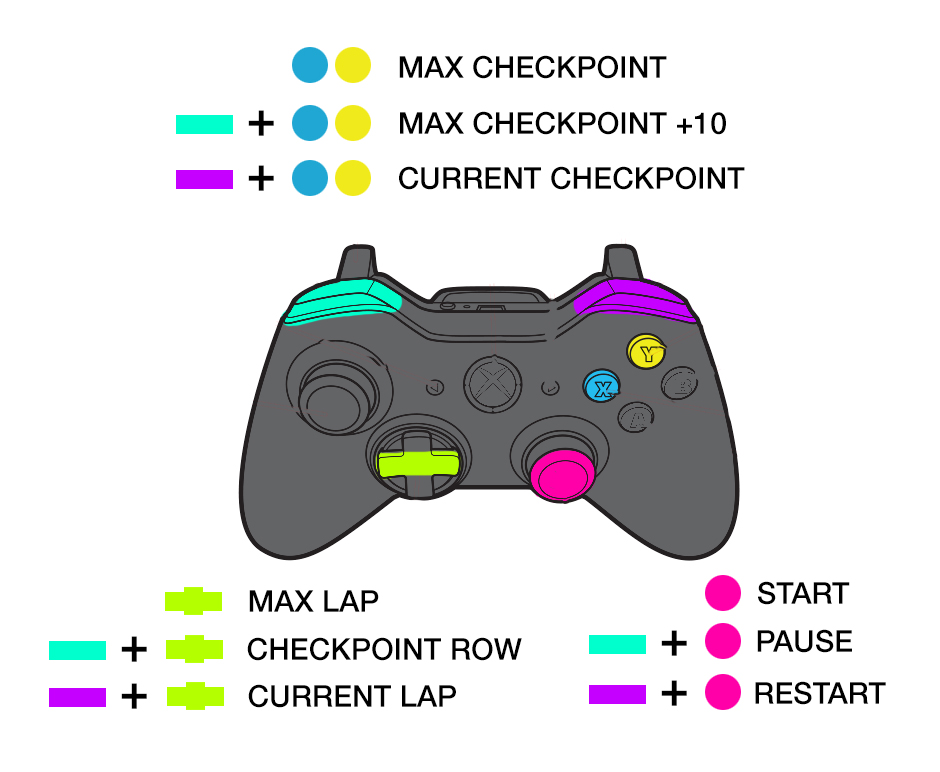 MAX CHECKPOINT
+ MAX CHECKPOINT +10
+ CURRENT CHECKPOINT
Y
X
B
A
MAX LAP
+ CHECKPOINT ROW
+ CURRENT LAP
START
+ PAUSE
+ RESTART